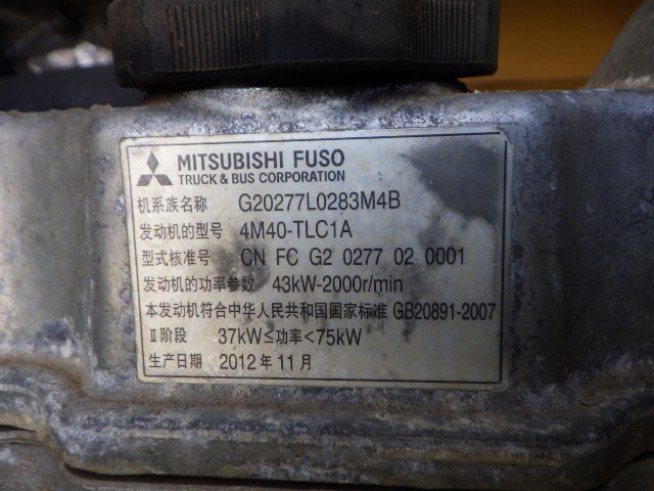 MITSUBISHI FUSO
TRUCK & BUS CORPORATION
机系族名称 G20277L0283M4B
发动机的型号 4M40-TLC1A
型式核准号 CN FC G2 0277 02 0001
发动机的功率参数 43kW-2000r/min
本发动机符合中华人民共和国国家标准 GB20891-2007
II阶段 37kW≤功率<75kW
生产日期 2012年11月